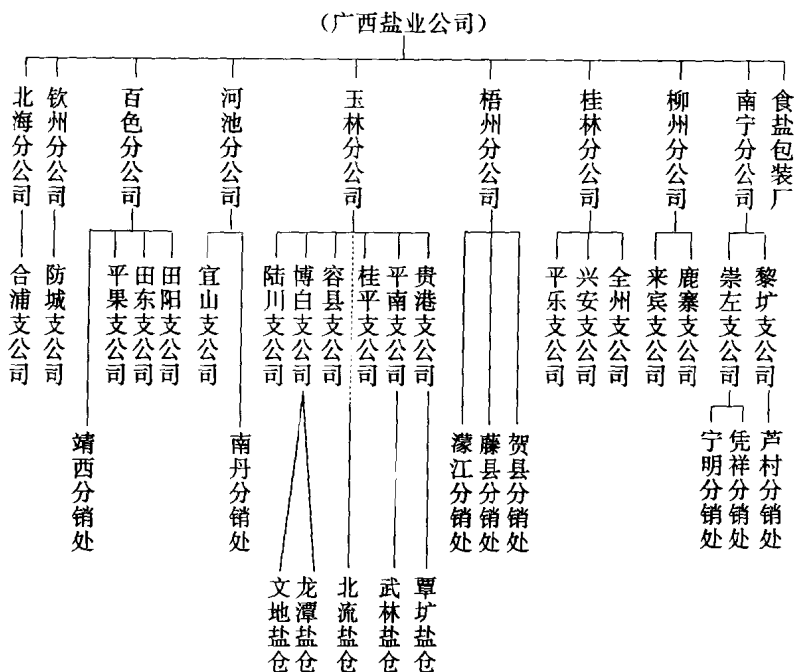 （广西盐业公司）
北海分公司
钦州分公司
百色分公司
河池分公司
玉林分公司
梧州分公司
桂林分公司
柳州分公司
南宁分公司
食盐包装厂
合浦支公司
防城支公司
平果支公司
田东支公司
田阳支公司
宜山支公司
陆川支公司
博白支公司
容县支公司
桂平支公司
平南支公司
贵港支公司
平乐支公司
兴安支公司
全州支公司
来宾支公司
鹿寨支公司
崇左支公司
黎圹支公司
靖西分销处
南丹分销处
濛江分销处
藤县分销处
贺县分销处
宁明分销处
凭祥分销处
芦村分销处
文地盐仓
龙潭盐仓
北流盐仓
武林盐仓
覃圹盐仓